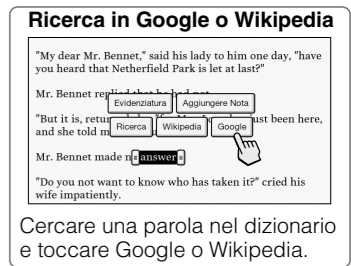 Ricerca in Google o Wikipedia
"My dear Mr. Bennet," said his lady to him one day, "have
you heard that Netherfield Park is let at last?"
Mr. Bennet replied that he had not.
Evidenziatura Aggiungere Nota
"But it is, just been here,
Ricerca Wikipedia Google
and she told
Mr. Bennet made answer
"Do you not want to know who has taken it?" cried his
wife impatiently.
Cercare una parola nel dizionario
e toccare Google o Wikipedia.